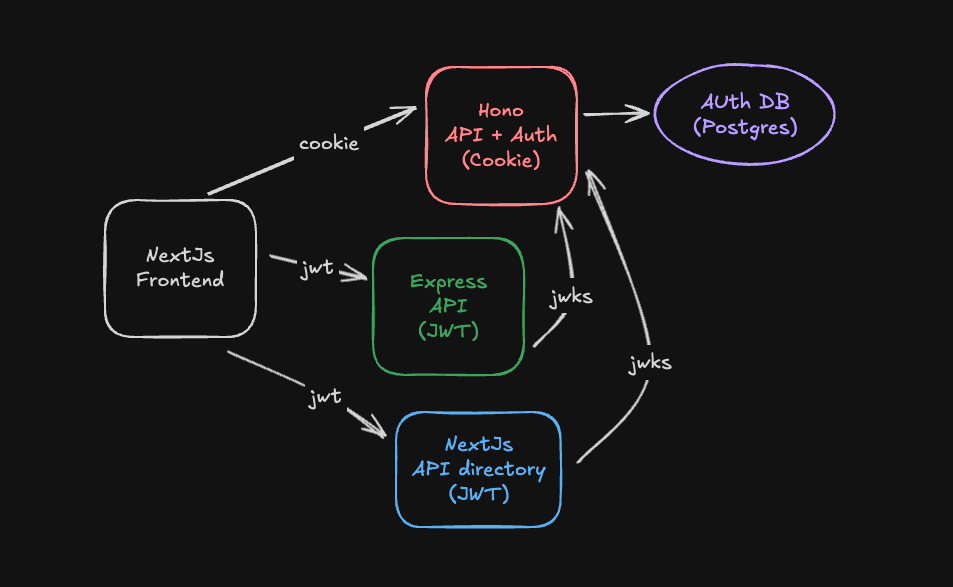 Hono
API + Auth
(Cookie)
AUth DB
(Postgres)
cookie
NextJs
Frontend
jwt
Express
API
(JWT)
jwks
jwks
jwt
NextJs
API directory
(JWT)